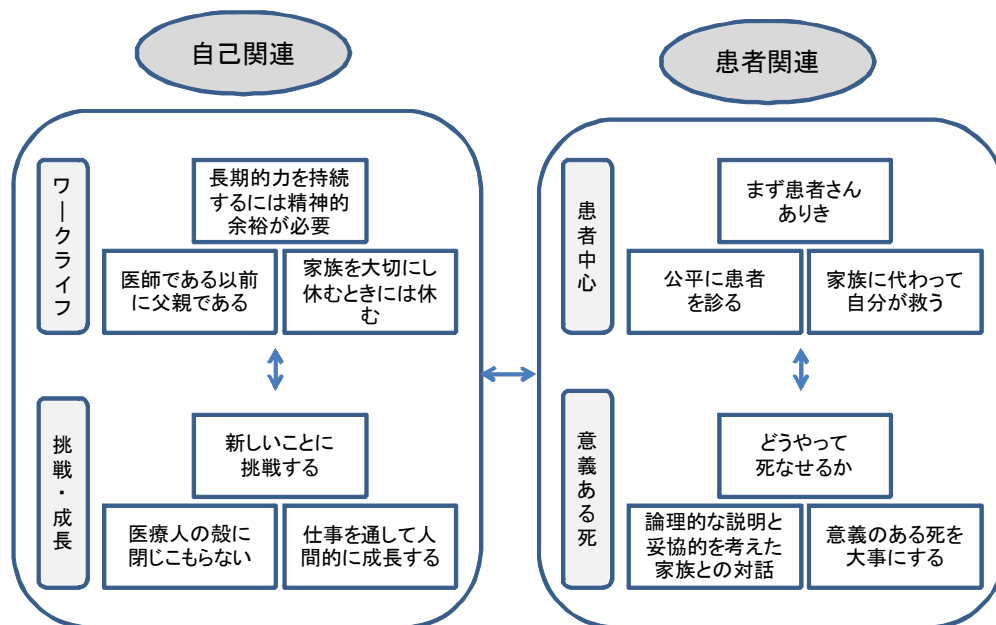 自己関連
ワークライフ
長期的力を持続
するには精神的
余裕が必要
医師である以前
に父親である
家族を大切にし
休むときには休
む
挑戦・成長
新しいことに
挑戦する
医療人の殻に
閉じこもらない
仕事を通して人
間的に成長する
患者関連
患者中心
まず患者さん
ありき
公平に患者
を診る
家族に代わって
自分が救う
意義ある死
どうやって
死なせるか
論理的な説明と
妥協的を考えた
家族との対話
意義のある死を
大事にする